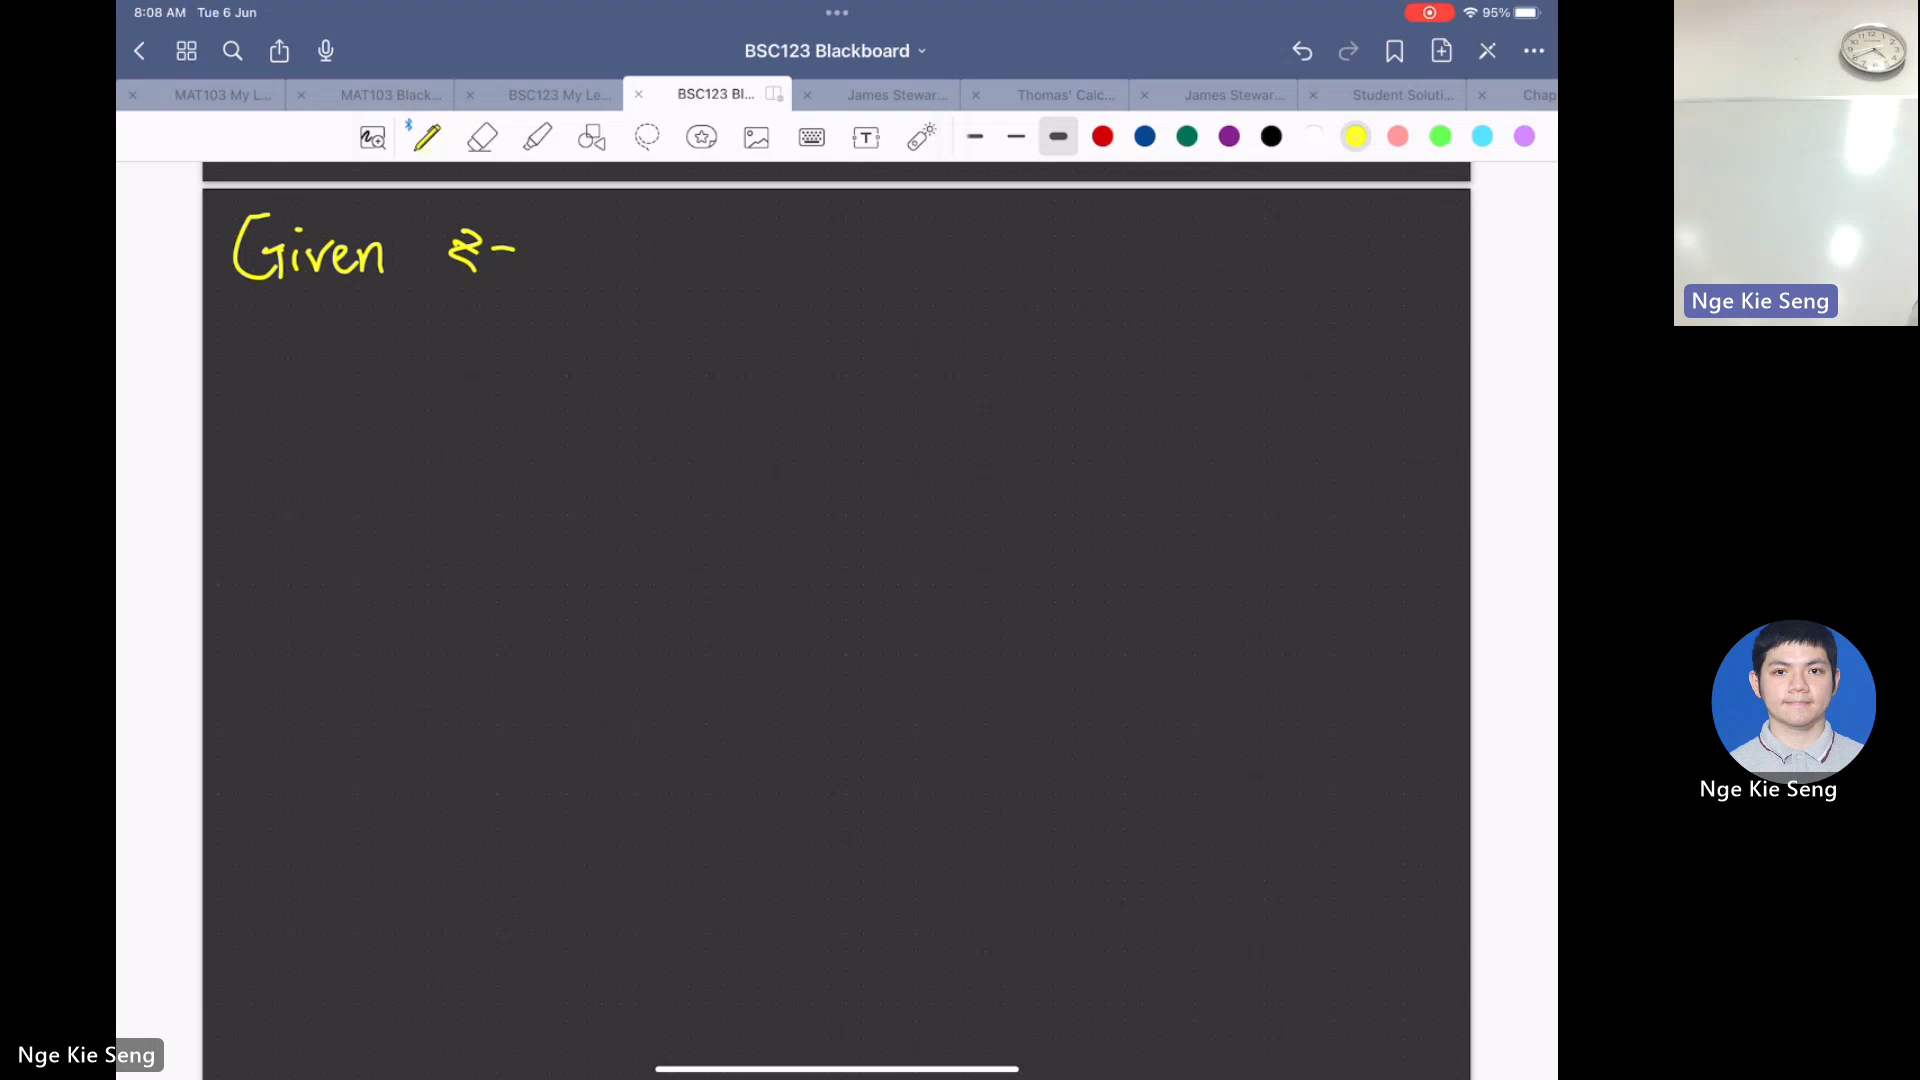 8:08 AM Tue 6 Jun
95%
BSC123 Blackboard
MAT103 My L...
MAT103 Black...
BSC123 My Le...
BSC123 Bl...
James Stewar...
Thomas' Calc...
James Stewar...
Student Soluti...
Chap
T
Given z-
Nge Kie Seng
Nge Kie Seng
Nge Kie Seng